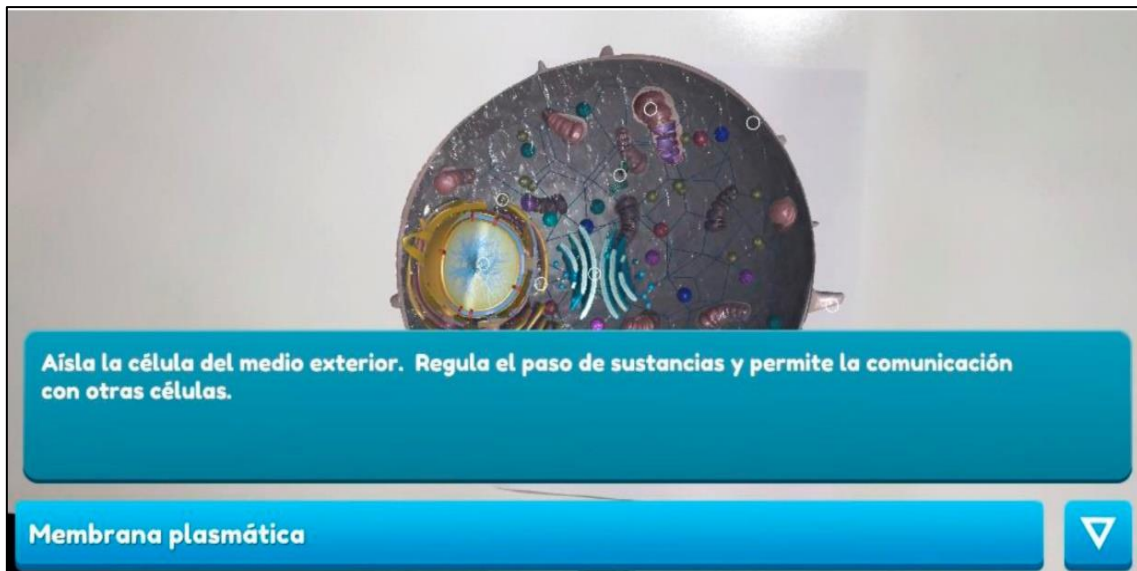 Aísla la célula del medio exterior. Regula el paso de sustancias y permite la comunicación
con otras células.
Membrana plasmática